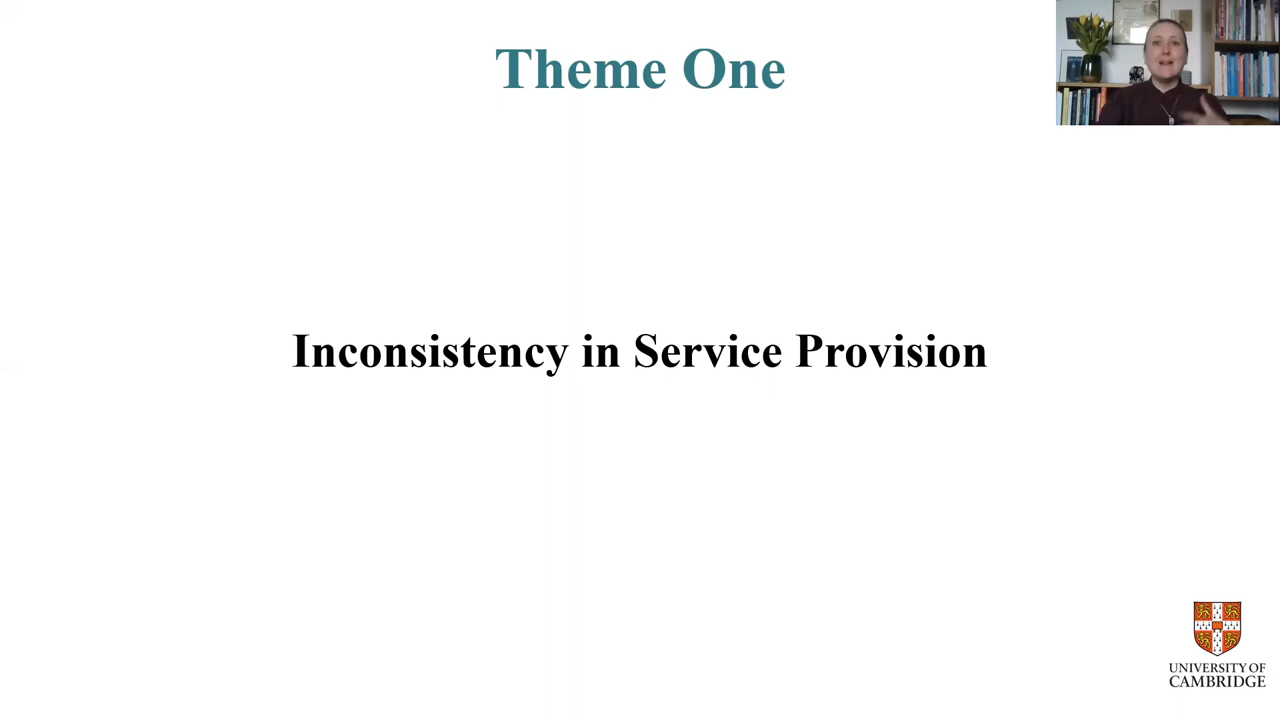 Theme One
Inconsistency in Service Provision
UNIVERSITY OF
CAMBRIDGE